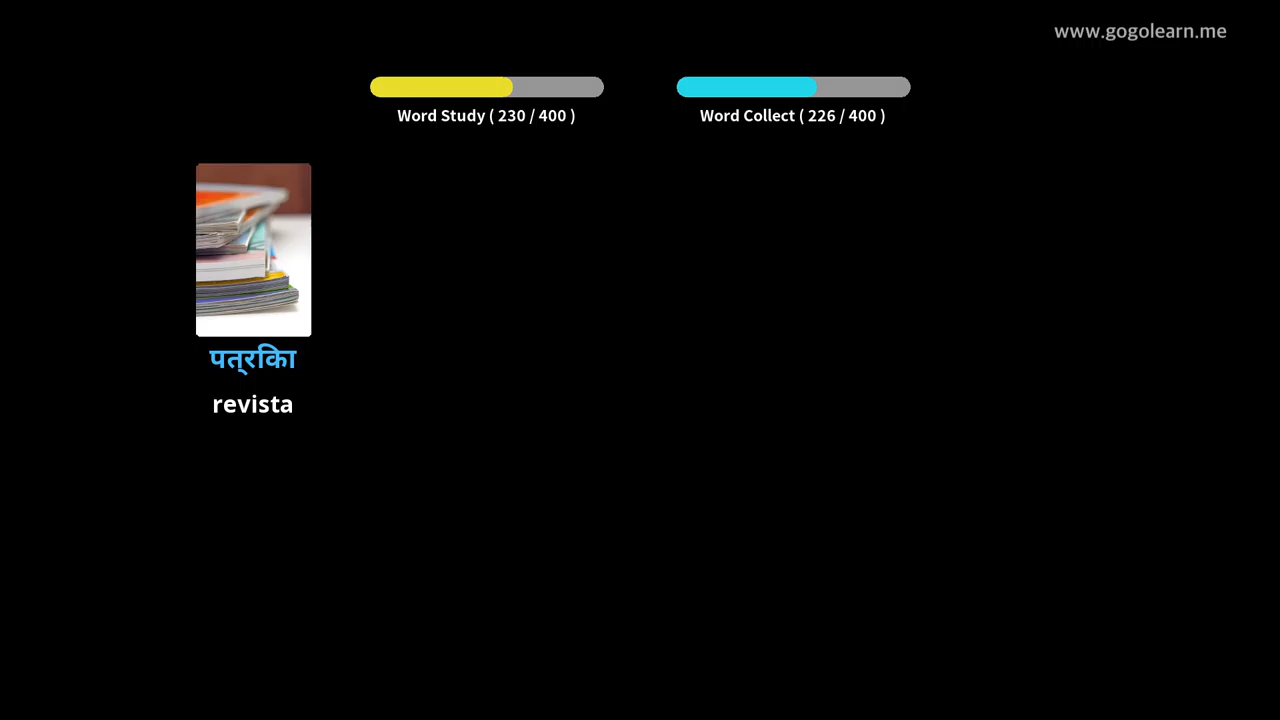 www.gogolearn.me
Word Study ( 230 / 400 )
Word Collect ( 226 / 400 )
पत्रिका
revista